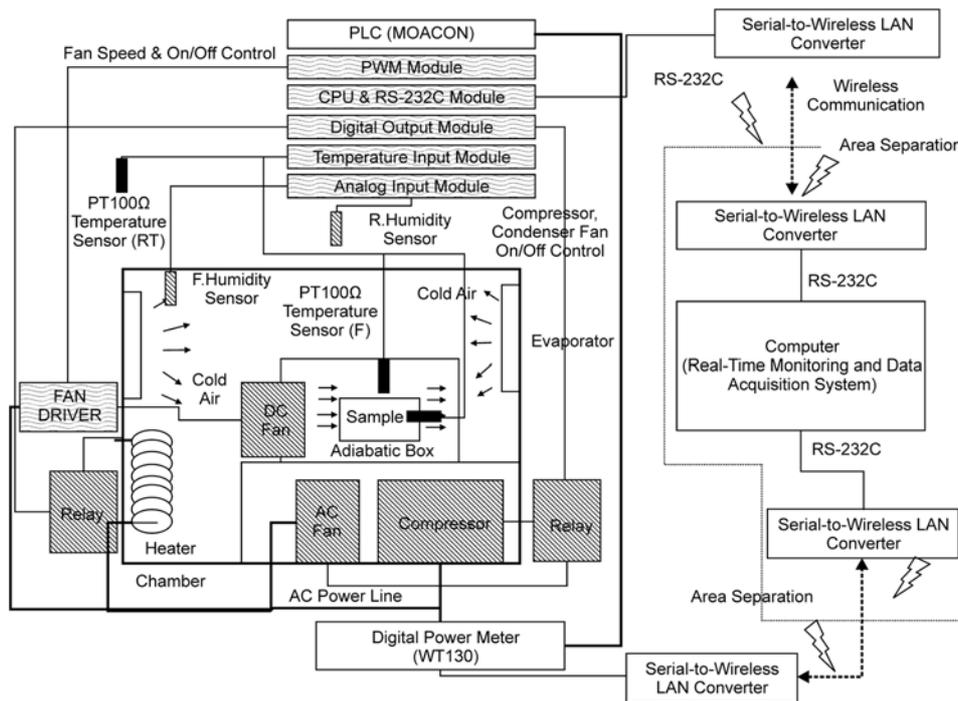 PLC (MOACON)
Fan Speed & On/Off Control
PWM Module
CPU & RS-232C Module
Digital Output Module
Temperature Input Module
Analog Input Module
PT100Ω
Temperature
Sensor (RT)
R.Humidity
Sensor
Compressor,
Condenser Fan
On/Off Control
F.Humidity
Sensor
PT100Ω
Temperature
Sensor (F)
Cold Air
Evaporator
Cold
Air
FAN
DRIVER
DC
Fan
Sample
Adiabatic Box
Relay
AC
Fan
Compressor
Relay
Heater
Chamber
AC Power Line
Digital Power Meter
(WT130)
Serial-to-Wireless LAN
Converter
RS-232C
Wireless
Communication
Area Separation
Serial-to-Wireless LAN
Converter
RS-232C
Computer
(Real-Time Monitoring and Data
Acquisition System)
RS-232C
Serial-to-Wireless LAN
Converter
Area Separation
Serial-to-Wireless
LAN Converter